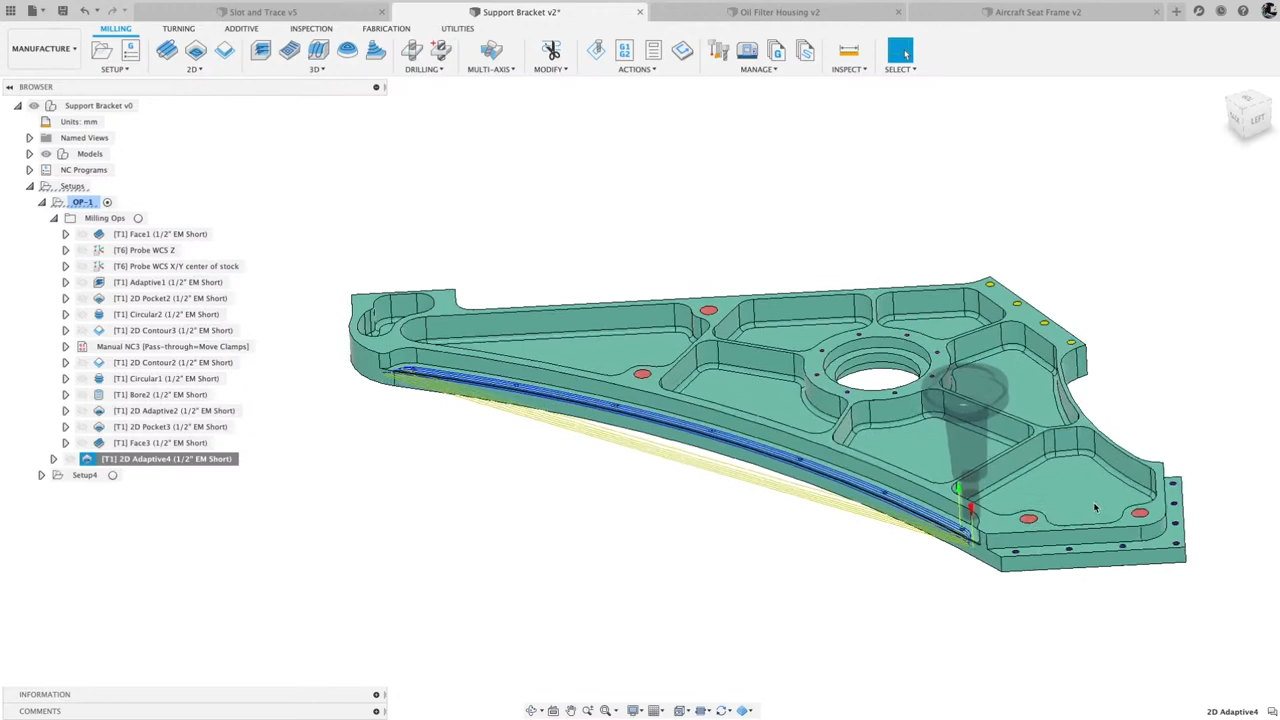 Slot and Trace v5
Support Bracket v2*
Oil Filter Housing v2
Aircraft Seat Frame v2
MANUFACTURE
MILLING
TURNING
ADDITIVE
INSPECTION
FABRICATION
UTILITIES
SETUP
2D
3D
DRILLING
MULTI-AXIS
MODIFY
ACTIONS
MANAGE
INSPECT
SELECT
G1
G2
BROWSER
Support Bracket v0
Units: mm
Named Views
Models
NC Programs
Setups
OP-1
Milling Ops
[T1] Face1 (1/2" EM Short)
[T6] Probe WCS Z
[T6] Probe WCS X/Y center of stock
[T1] Adaptive1 (1/2" EM Short)
[T1] 2D Pocket2 (1/2" EM Short)
[T1] Circular2 (1/2" EM Short)
[T1] 2D Contour3 (1/2" EM Short)
Manual NC3 [Pass-through=Move Clamps]
[T1] 2D Contour2 (1/2" EM Short)
[T1] Circular1 (1/2" EM Short)
[T1] Bore2 (1/2" EM Short)
[T1] 2D Adaptive2 (1/2" EM Short)
[T1] 2D Pocket3 (1/2" EM Short)
[T1] Face3 (1/2" EM Short)
[T1] 2D Adaptive4 (1/2" EM Short)
Setup4
LEFT
INFORMATION
COMMENTS
2D Adaptive4